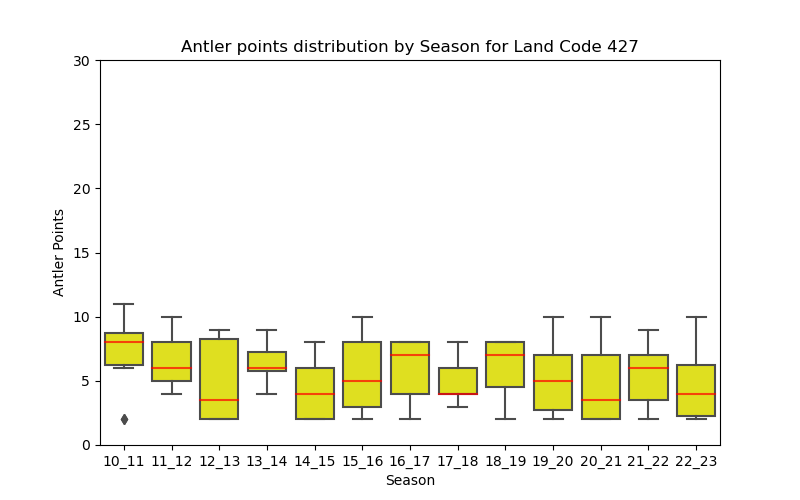 Antler points distribution by Season for Land Code 427
30
25
20
15
10
5
0
Antler Points
10_11 11_12 12_13 13_14 14_15 15_16 16_17 17_18 18_19 19_20 20_21 21_22 22_23
Season